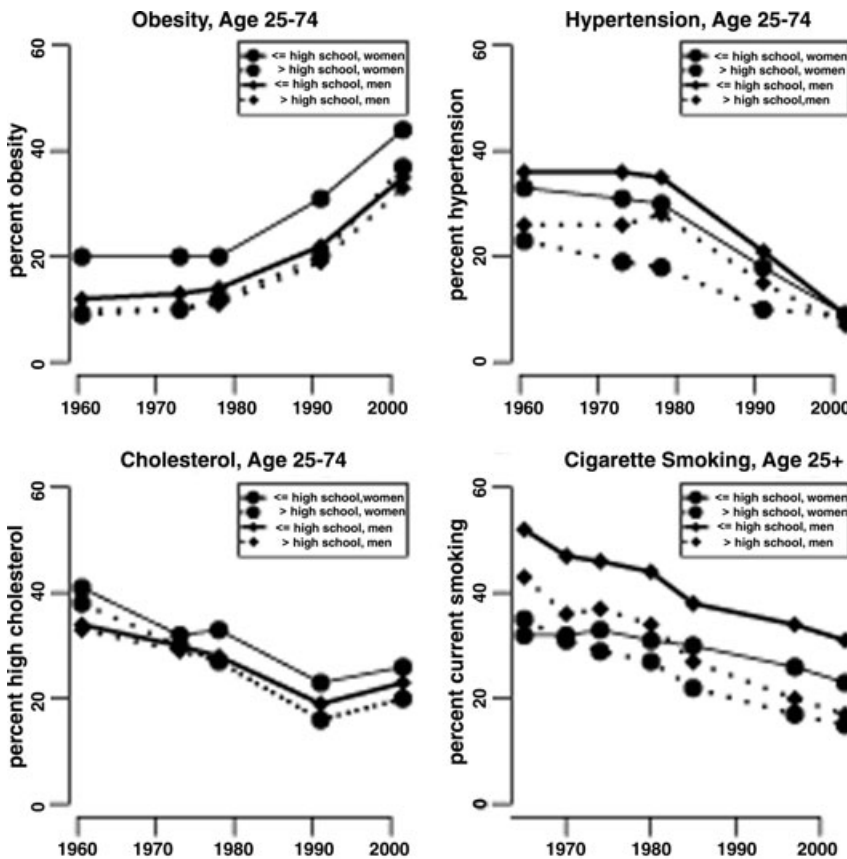 Obesity, Age 25-74
60
40
20
0
percent obesity
<= high school, women
> high school, women
<= high school, men
> high school, men
1960 1970 1980 1990 2000
Hypertension, Age 25-74
60
40
20
0
percent hypertension
<= high school, women
> high school, women
<= high school, men
> high school,men
1960 1970 1980 1990 2000
Cholesterol, Age 25-74
60
40
20
0
percent high cholesterol
<= high school,women
> high school, women
<= high school, men
> high school, men
1960 1970 1980 1990 2000
Cigarette Smoking, Age 25+
60
40
20
0
percent current smoking
<= high school, women
> high school, women
<= high school, men
> high school, men
1970 1980 1990 2000